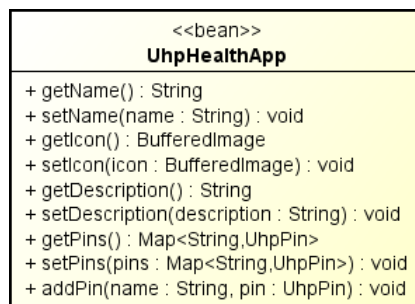 <<bean>>
UhpHealthApp
+ getName() : String
+ setName(name : String) : void
+ getIcon() : BufferedImage
+ setIcon(icon : BufferedImage) : void
+ getDescription() : String
+ setDescription(description : String) : void
+ getPins() : Map<String,UhpPin>
+ setPins(pins : Map<String,UhpPin>) : void
+ addPin(name : String, pin : UhpPin) : void